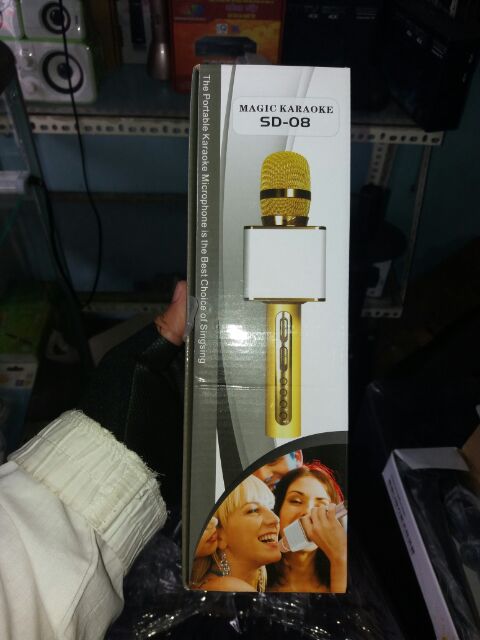 MAGIC KARAOKE
SD-08
The Portable Karaoke Microphone is the Best Choice of Singsing